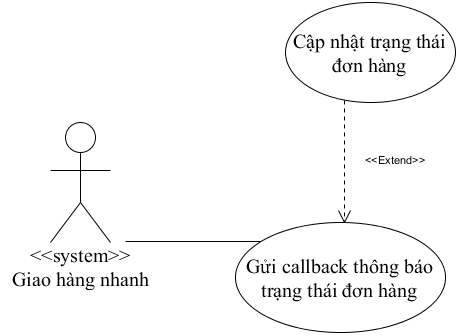 Cập nhật trạng thái
đơn hàng
<<Extend>>
<<system>>
Giao hàng nhanh
Gửi callback thông báo
trạng thái đơn hàng